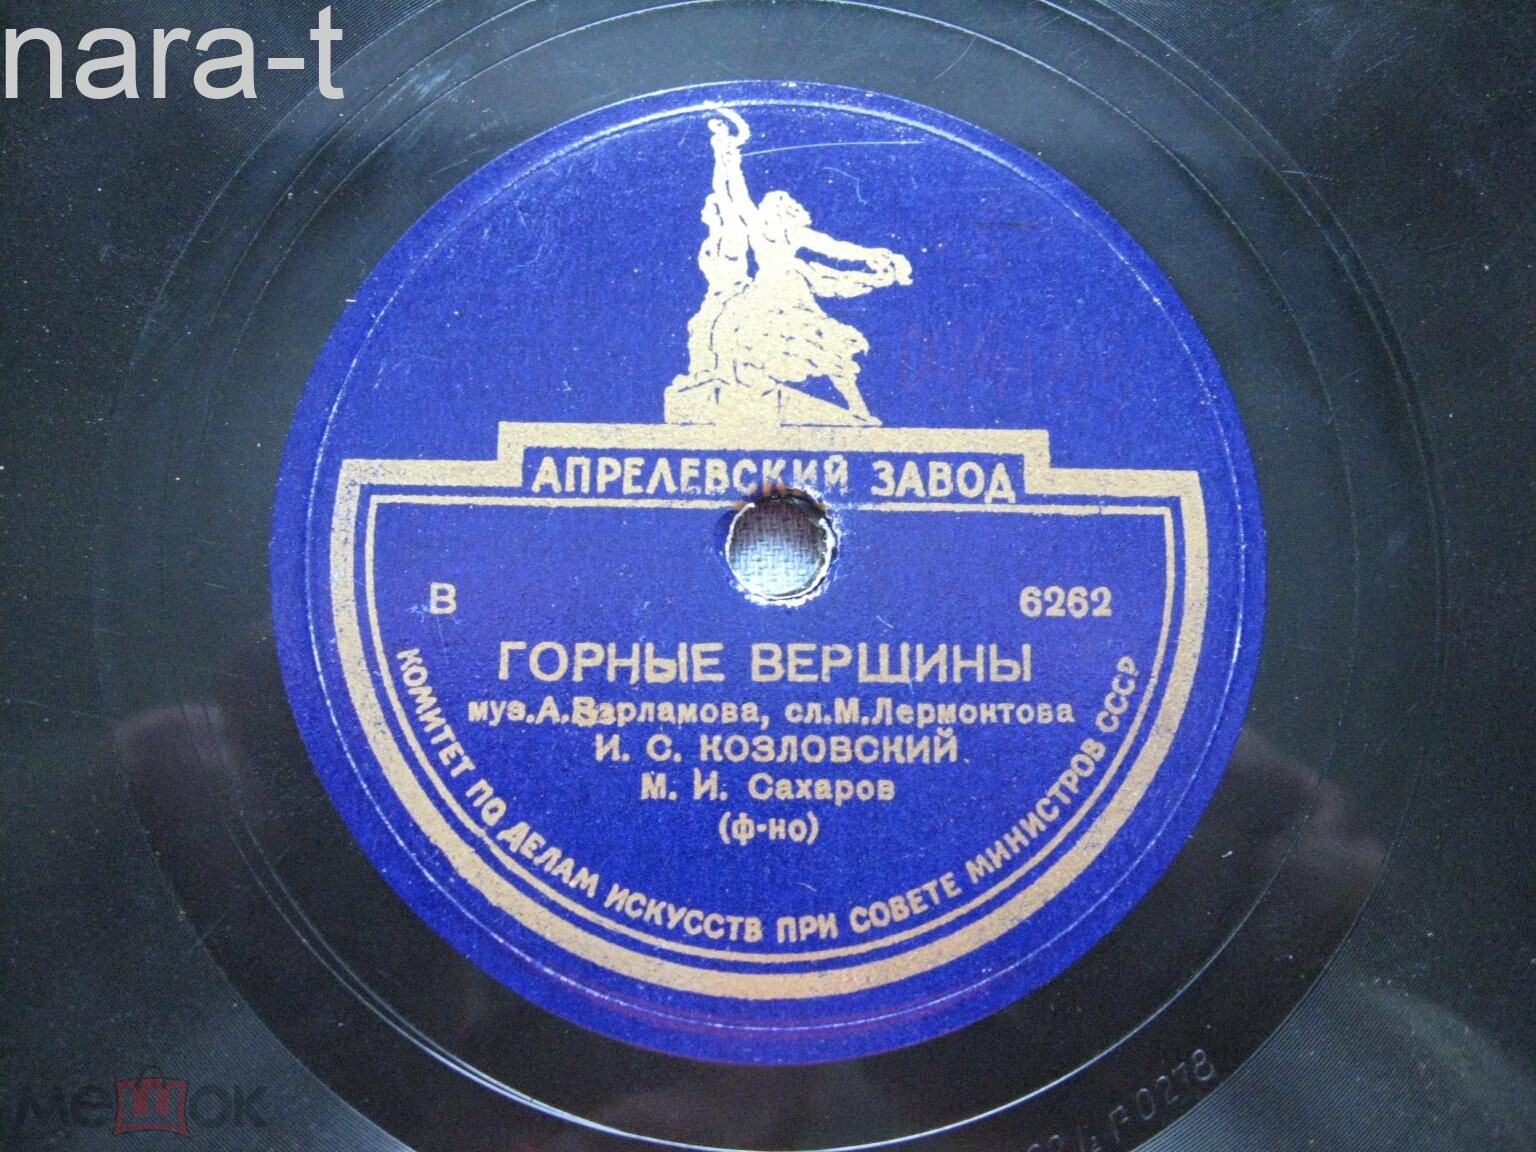 nara-t
АПРЕЛЕВСКИЙ ЗАВОД
В 6262
ГОРНЫЕ ВЕРШИНЫ
муз.А.Варламова, сл.М.Лермонтова
И. С. КОЗЛОВСКИЙ
М. И. Сахаров
(ф-но)
КОМИТЕТ ПО ДЕЛАМ ИСКУССТВ ПРИ СОВЕТЕ МИНИСТРОВ СССР
мешок